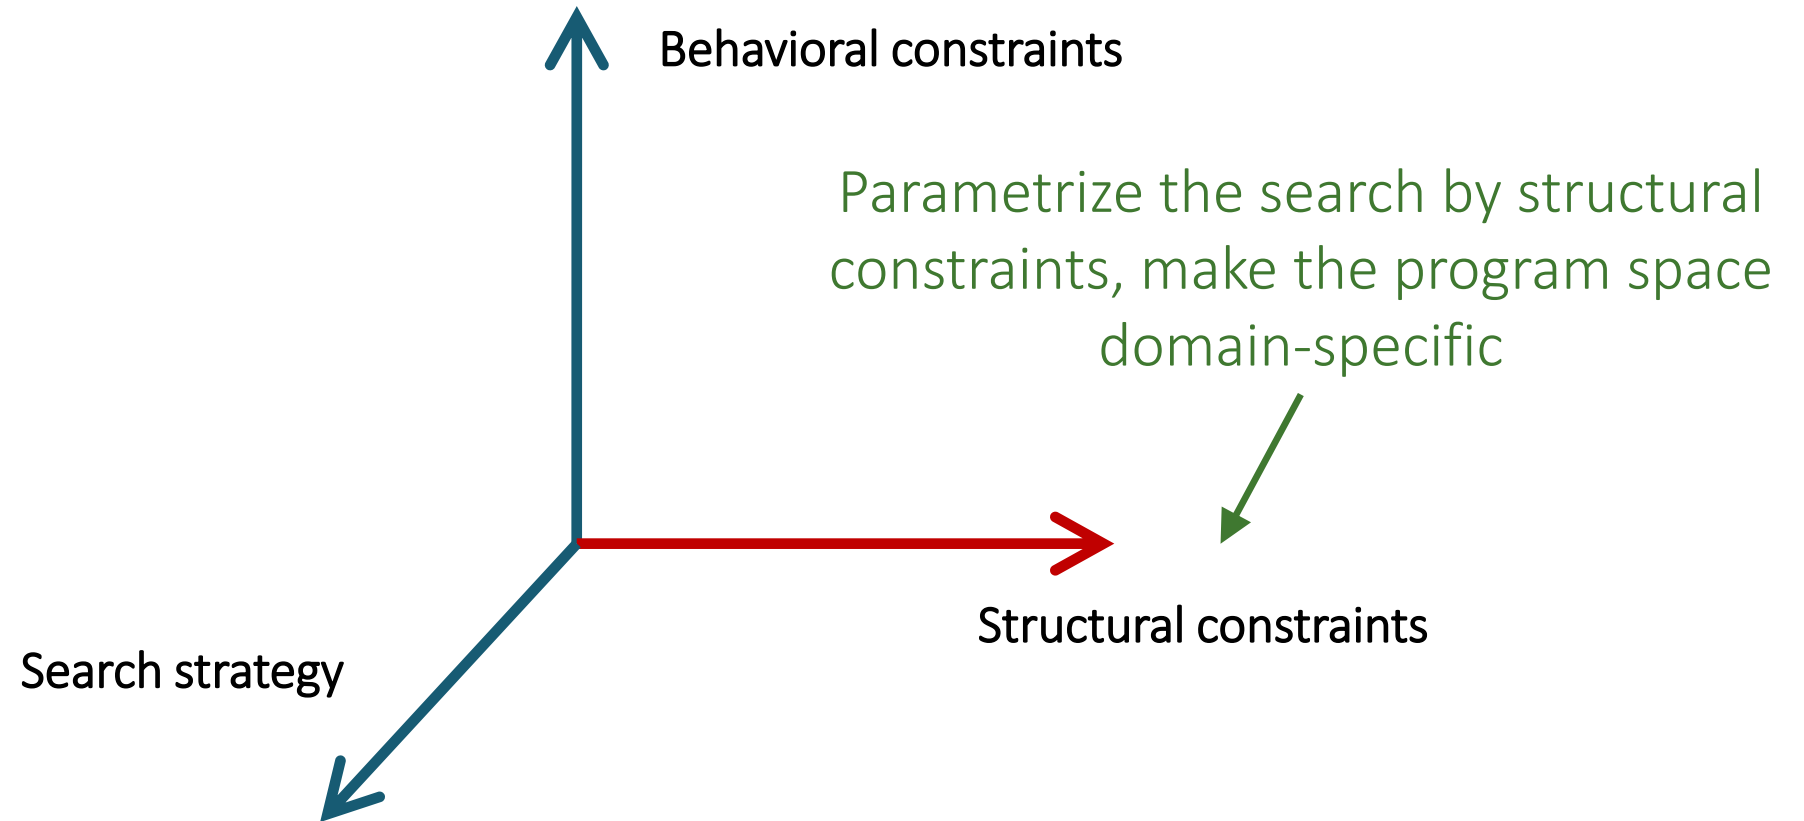 Behavioral constraints
Parametrize the search by structural
constraints, make the program space
domain-specific
Structural constraints
Search strategy